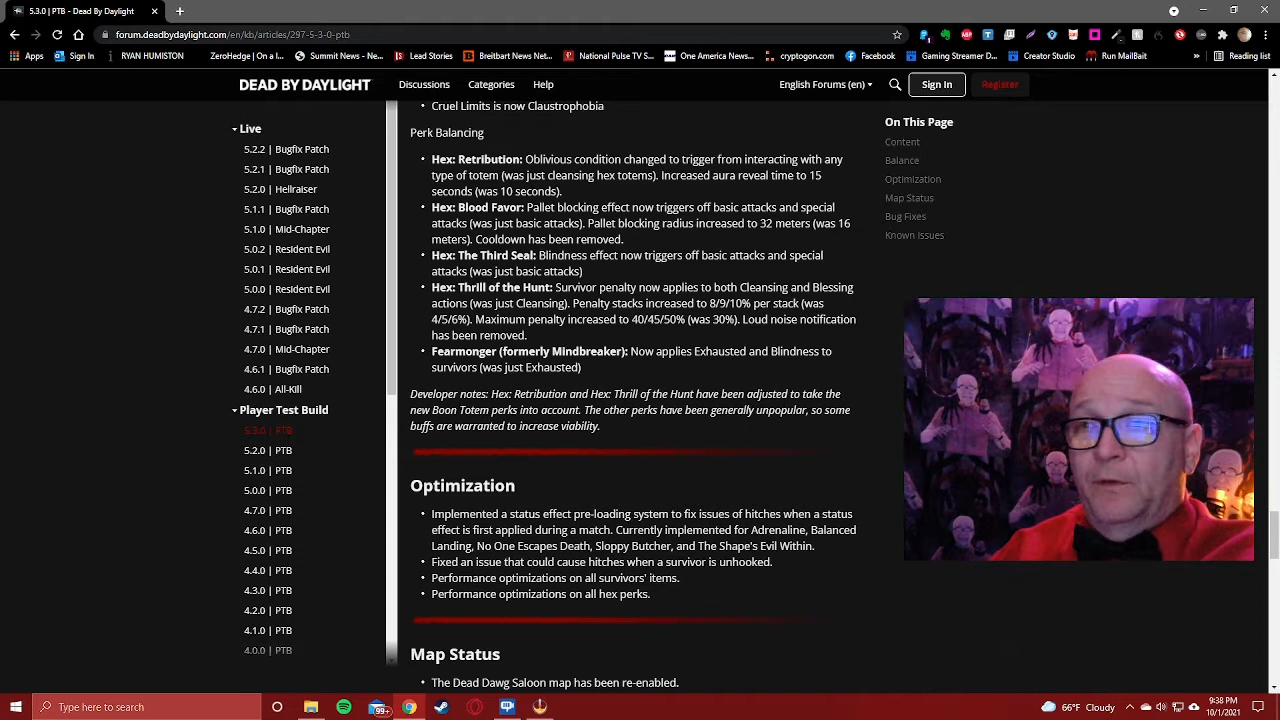 5.3.0 | PTB - Dead by Daylight
forum.deadbydaylight.com/en/kb/articles/297-5-3-0-ptb
Apps
Sign In
RYAN HUMISTON
ZeroHedge | On a lo...
Summit News - Ne...
Lead Stories
Breitbart News Net...
National Pulse TV S...
One America News...
cryptogon.com
Facebook
Gaming Streamer D...
Creator Studio
Run MailBait
»
Reading list
DEAD BY DAYLIGHT
Discussions
Categories
Help
English Forums (en)
Sign In
Register
Live
5.2.2 | Bugfix Patch
5.2.1 | Bugfix Patch
5.2.0 | Hellraiser
5.1.1 | Bugfix Patch
5.1.0 | Mid-Chapter
5.0.2 | Resident Evil
5.0.1 | Resident Evil
5.0.0 | Resident Evil
4.7.2 | Bugfix Patch
4.7.1 | Bugfix Patch
4.7.0 | Mid-Chapter
4.6.1 | Bugfix Patch
4.6.0 | All-Kill
Player Test Build
5.3.0 | PTB
5.2.0 | PTB
5.1.0 | PTB
5.0.0 | PTB
4.7.0 | PTB
4.6.0 | PTB
4.5.0 | PTB
4.4.0 | PTB
4.3.0 | PTB
4.2.0 | PTB
4.1.0 | PTB
4.0.0 | PTB
• Cruel Limits is now Claustrophobia
Perk Balancing
• Hex: Retribution: Oblivious condition changed to trigger from interacting with any
type of totem (was just cleansing hex totems). Increased aura reveal time to 15
seconds (was 10 seconds).
• Hex: Blood Favor: Pallet blocking effect now triggers off basic attacks and special
attacks (was just basic attacks). Pallet blocking radius increased to 32 meters (was 16
meters). Cooldown has been removed.
• Hex: The Third Seal: Blindness effect now triggers off basic attacks and special
attacks (was just basic attacks)
• Hex: Thrill of the Hunt: Survivor penalty now applies to both Cleansing and Blessing
actions (was just Cleansing). Penalty stacks increased to 8/9/10% per stack (was
4/5/6%). Maximum penalty increased to 40/45/50% (was 30%). Loud noise notification
has been removed.
• Fearmonger (formerly Mindbreaker): Now applies Exhausted and Blindness to
survivors (was just Exhausted)
Developer notes: Hex: Retribution and Hex: Thrill of the Hunt have been adjusted to take the
new Boon Totem perks into account. The other perks have been generally unpopular, so some
buffs are warranted to increase viability.
Optimization
• Implemented a status effect pre-loading system to fix issues of hitches when a status
effect is first applied during a match. Currently implemented for Adrenaline, Balanced
Landing, No One Escapes Death, Sloppy Butcher, and The Shape's Evil Within.
• Fixed an issue that could cause hitches when a survivor is unhooked.
• Performance optimizations on all survivors' items.
• Performance optimizations on all hex perks.
Map Status
• The Dead Dawg Saloon map has been re-enabled.
On This Page
Content
Balance
Optimization
Map Status
Bug Fixes
Known Issues
Type here to search
99+
66°F Cloudy
9:38 PM
10/1/2021